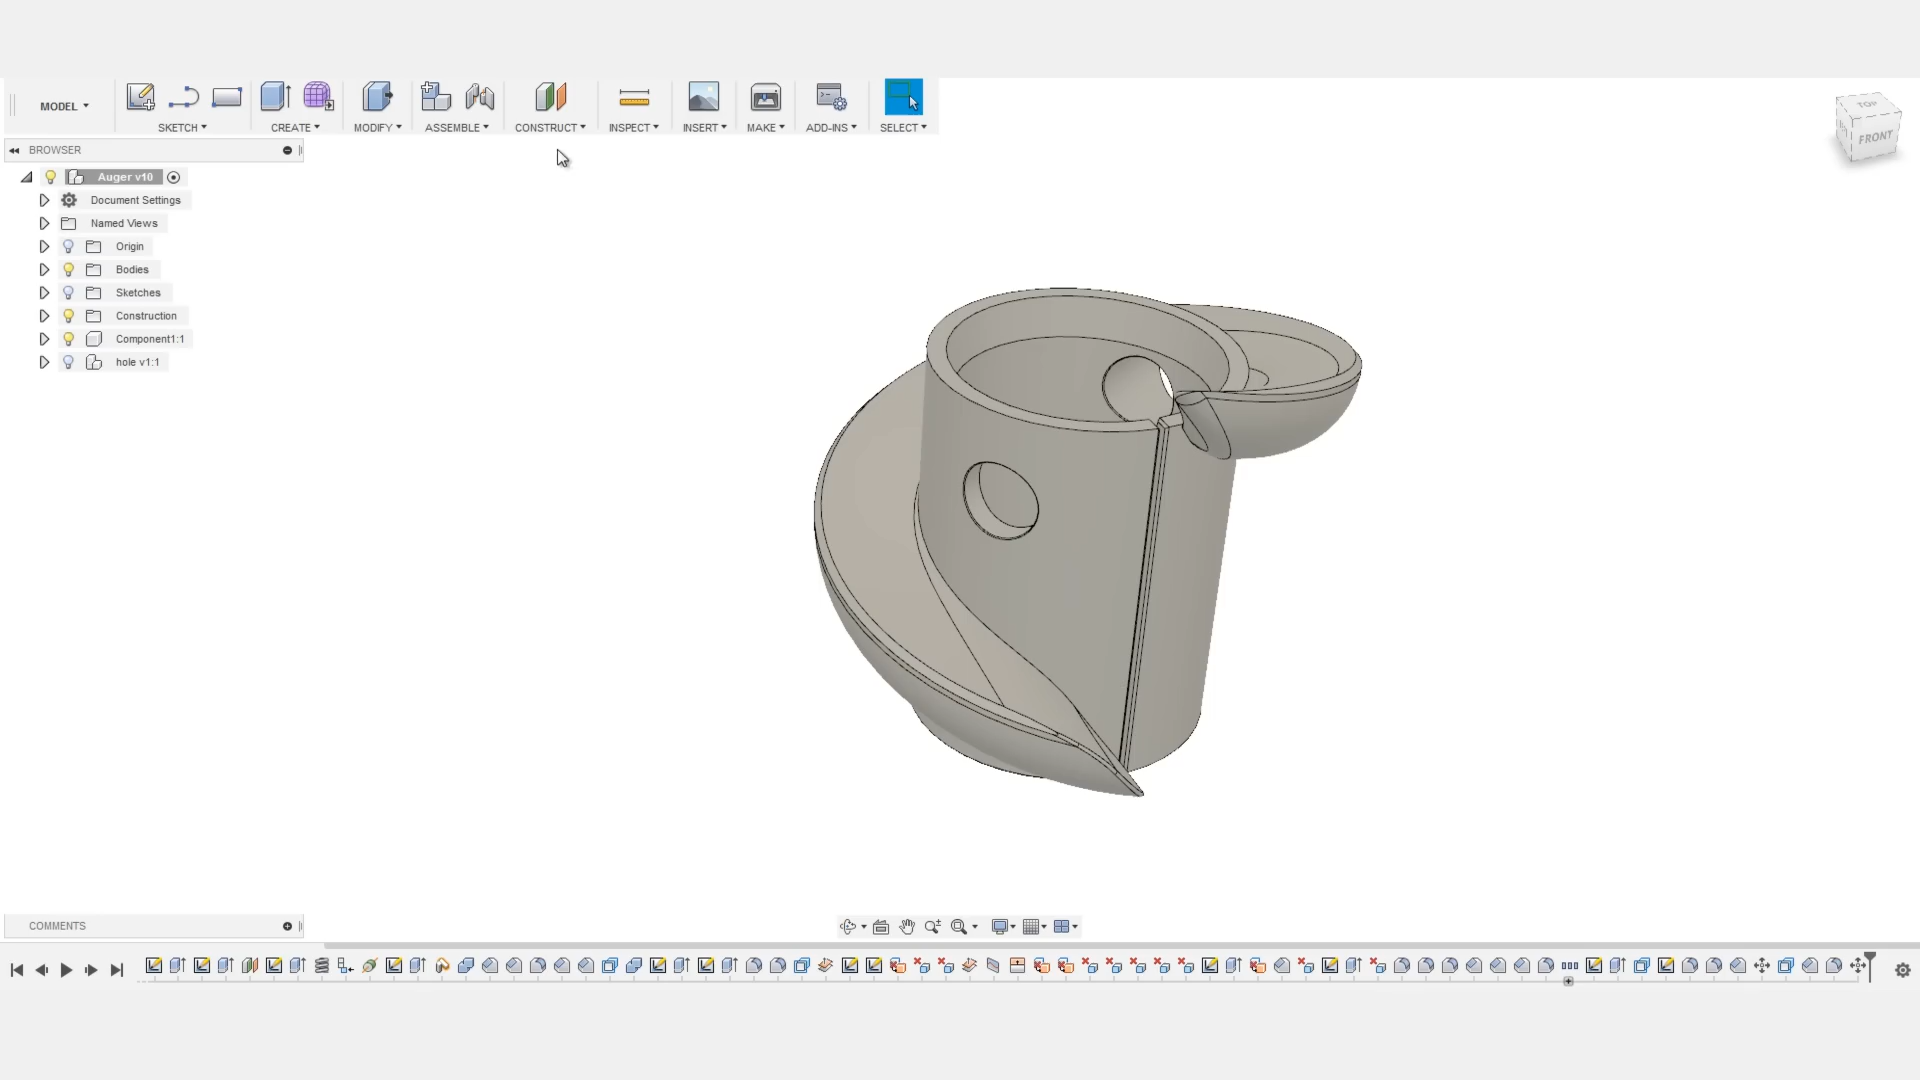 MODEL
SKETCH
CREATE
MODIFY
ASSEMBLE
CONSTRUCT
INSPECT
INSERT
MAKE
ADD-INS
SELECT
TOP
FRONT
BROWSER
Auger v10
Document Settings
Named Views
Origin
Bodies
Sketches
Construction
Component1:1
hole v1:1
COMMENTS